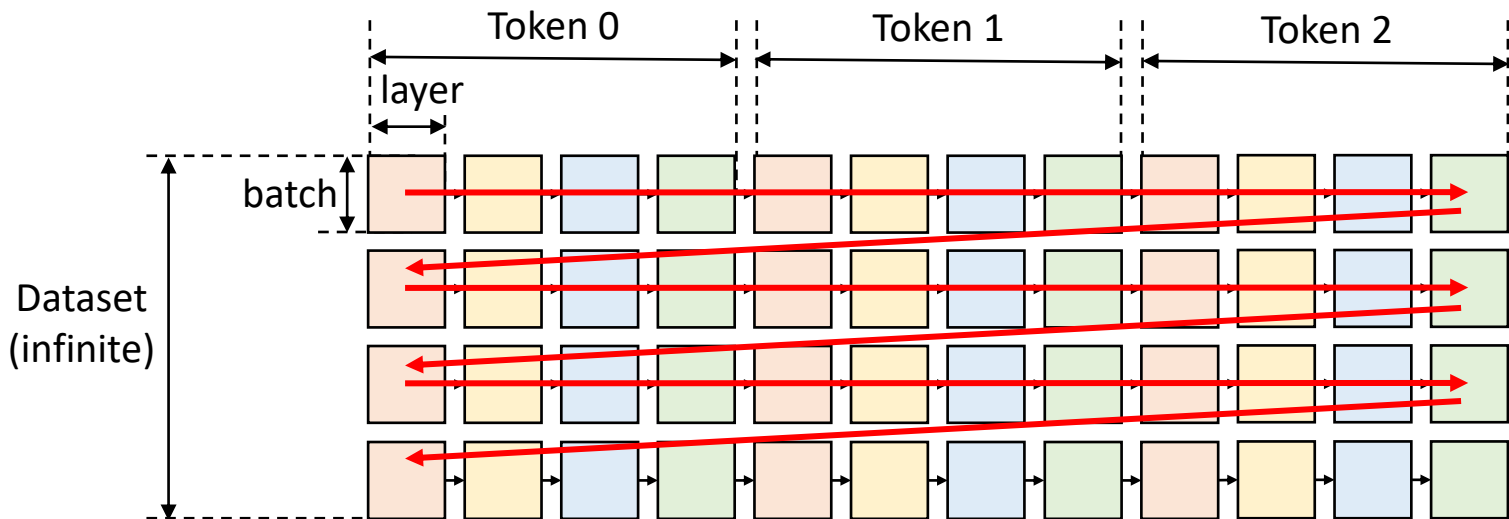 Token 0
Token 1
Token 2
layer
batch
Dataset
(infinite)